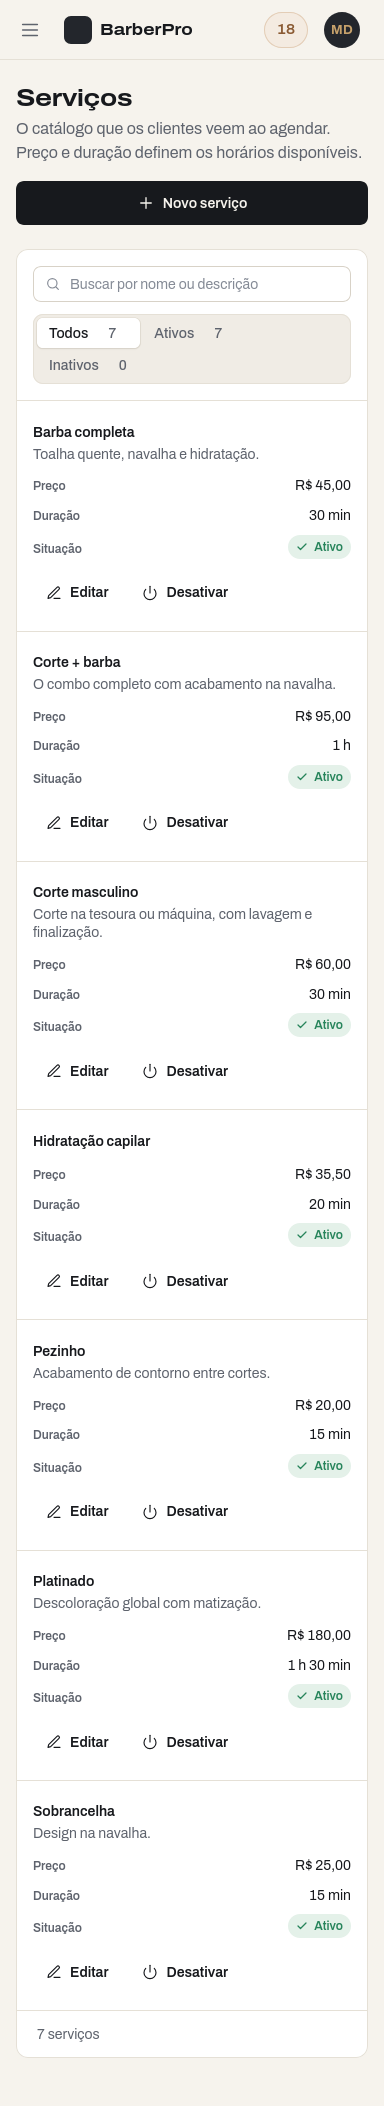 BarberPro 18 MD
Serviços
O catálogo que os clientes veem ao agendar.
Preço e duração definem os horários disponíveis.
Novo serviço
Buscar por nome ou descrição
Todos 7 Ativos 7
Inativos 0
Barba completa
Toalha quente, navalha e hidratação.
Preço R$ 45,00
Duração 30 min
Situação Ativo
Editar Desativar
Corte + barba
O combo completo com acabamento na navalha.
Preço R$ 95,00
Duração 1 h
Situação Ativo
Editar Desativar
Corte masculino
Corte na tesoura ou máquina, com lavagem e
finalização.
Preço R$ 60,00
Duração 30 min
Situação Ativo
Editar Desativar
Hidratação capilar
Preço R$ 35,50
Duração 20 min
Situação Ativo
Editar Desativar
Pezinho
Acabamento de contorno entre cortes.
Preço R$ 20,00
Duração 15 min
Situação Ativo
Editar Desativar
Platinado
Descoloração global com matização.
Preço R$ 180,00
Duração 1 h 30 min
Situação Ativo
Editar Desativar
Sobrancelha
Design na navalha.
Preço R$ 25,00
Duração 15 min
Situação Ativo
Editar Desativar
7 serviços